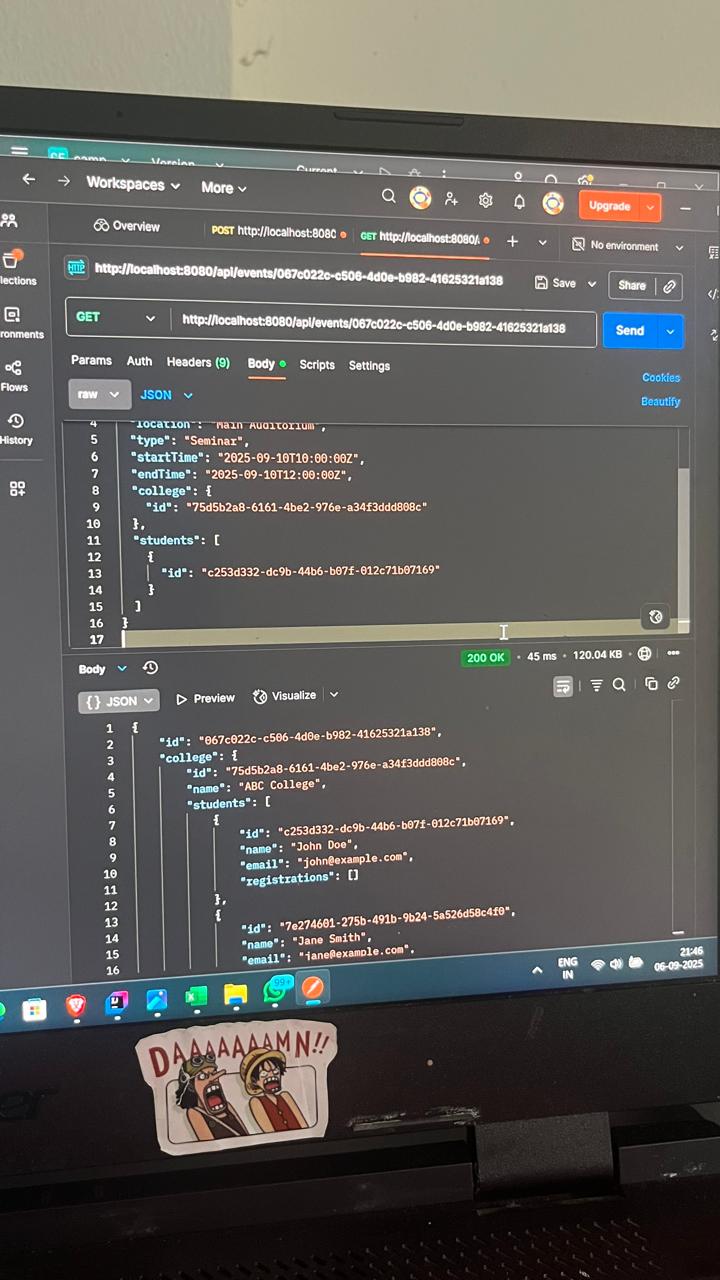 camp
Version
Current
Workspaces
More
Upgrade
Overview
POST http://localhost:808C
GET http://localhost:8080/.
No environment
http://localhost:8080/api/events/067c022c-c506-4d0e-b982-41625321a138
Save
Share
GET
http://localhost:8080/api/events/067c022c-c506-4d0e-b982-41625321a138
Send
lections
ronments
Flows
History
Params Auth Headers (9) Body Scripts Settings
Cookies
raw
JSON
Beautify
4 "location": "Main Auditorium",
5 "type": "Seminar",
6 "startTime": "2025-09-10T10:00:00Z",
7 "endTime": "2025-09-10T12:00:00Z",
8 "college": {
9 "id": "75d5b2a8-6161-4be2-976e-a34f3ddd808c"
10 },
11 "students": [
12 {
13 "id": "c253d332-dc9b-44b6-b07f-012c71b07169"
14 }
15 ]
16 }
17
Body
200 OK • 45 ms • 120.04 KB •
{} JSON
Preview
Visualize
1 {
2 "id": "067c022c-c506-4d0e-b982-41625321a138",
3 "college": {
4 "id": "75d5b2a8-6161-4be2-976e-a34f3ddd808c",
5 "name": "ABC College",
6 "students": [
7 {
8 "id": "c253d332-dc9b-44b6-b07f-012c71b07169",
9 "name": "John Doe",
10 "email": "john@example.com",
11 "registrations": []
12 },
13 {
14 "id": "7e274601-275b-491b-9b24-5a526d58c4f0",
15 "name": "Jane Smith",
16 "email": "jane@example.com",
99+
ENG
IN
21:46
06-09-2025
DAAAAAAMN!!